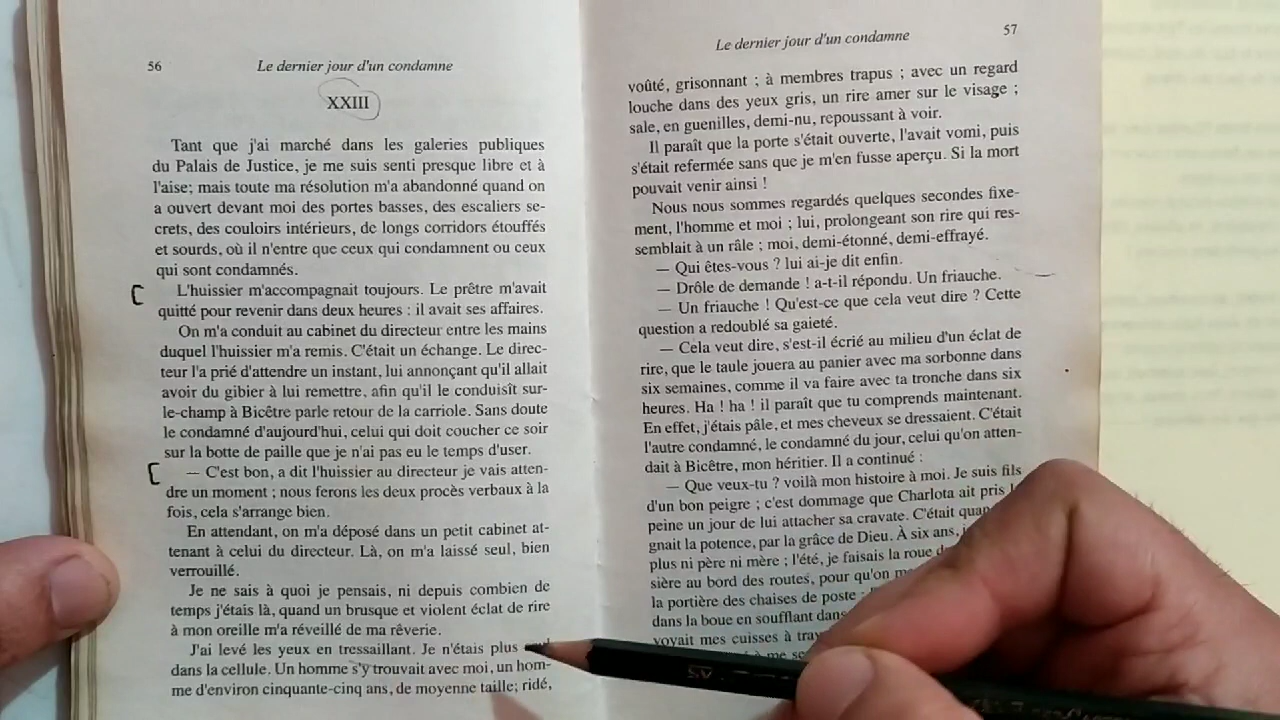 56
Le dernier jour d'un condamne
XXIII
Tant que j'ai marché dans les galeries publiques
du Palais de Justice, je me suis senti presque libre et à
l'aise; mais toute ma résolution m'a abandonné quand on
a ouvert devant moi des portes basses, des escaliers se-
crets, des couloirs intérieurs, de longs corridors étouffés
et sourds, où il n'entre que ceux qui condamnent ou ceux
qui sont condamnés.
L'huissier m'accompagnait toujours. Le prêtre m'avait
quitté pour revenir dans deux heures : il avait ses affaires.
On m'a conduit au cabinet du directeur entre les mains
duquel l'huissier m'a remis. C'était un échange. Le direc-
teur l'a prié d'attendre un instant, lui annonçant qu'il allait
avoir du gibier à lui remettre, afin qu'il le conduisît sur-
le-champ à Bicêtre parle retour de la carriole. Sans doute
le condamné d'aujourd'hui, celui qui doit coucher ce soir
sur la botte de paille que je n'ai pas eu le temps d'user.
— C'est bon, a dit l'huissier au directeur je vais atten-
dre un moment ; nous ferons les deux procès verbaux à la
fois, cela s'arrange bien.
En attendant, on m'a déposé dans un petit cabinet at-
tenant à celui du directeur. Là, on m'a laissé seul, bien
verrouillé.
Je ne sais à quoi je pensais, ni depuis combien de
temps j'étais là, quand un brusque et violent éclat de rire
à mon oreille m'a réveillé de ma rêverie.
J'ai levé les yeux en tressaillant. Je n'étais plus
dans la cellule. Un homme s'y trouvait avec moi, un hom-
me d'environ cinquante-cinq ans, de moyenne taille; ridé,
Le dernier jour d'un condamne
57
voûté, grisonnant ; à membres trapus ; avec un regard
louche dans des yeux gris, un rire amer sur le visage ;
sale, en guenilles, demi-nu, repoussant à voir.
Il paraît que la porte s'était ouverte, l'avait vomi, puis
s'était refermée sans que je m'en fusse aperçu. Si la mort
pouvait venir ainsi !
Nous nous sommes regardés quelques secondes fixe-
ment, l'homme et moi ; lui, prolongeant son rire qui res-
semblait à un râle ; moi, demi-étonné, demi-effrayé.
— Qui êtes-vous ? lui ai-je dit enfin.
— Drôle de demande ! a-t-il répondu. Un friauche.
— Un friauche ! Qu'est-ce que cela veut dire ? Cette
question a redoublé sa gaieté.
— Cela veut dire, s'est-il écrié au milieu d'un éclat de
rire, que le taule jouera au panier avec ma sorbonne dans
six semaines, comme il va faire avec ta tronche dans six
heures. Ha ! ha ! il paraît que tu comprends maintenant.
En effet, j'étais pâle, et mes cheveux se dressaient. C'était
l'autre condamné, le condamné du jour, celui qu'on atten-
dait à Bicêtre, mon héritier. Il a continué :
— Que veux-tu ? voilà mon histoire à moi. Je suis fils
d'un bon peigre ; c'est dommage que Charlota ait pris la
peine un jour de lui attacher sa cravate. C'était
gnait la potence, par la grâce de Dieu. À six ans,
plus ni père ni mère ; l'été, je faisais la roue
sière au bord des routes, pour qu'on
la portière des chaises de poste
dans la boue en soufflant dans
voyait mes cuisses à